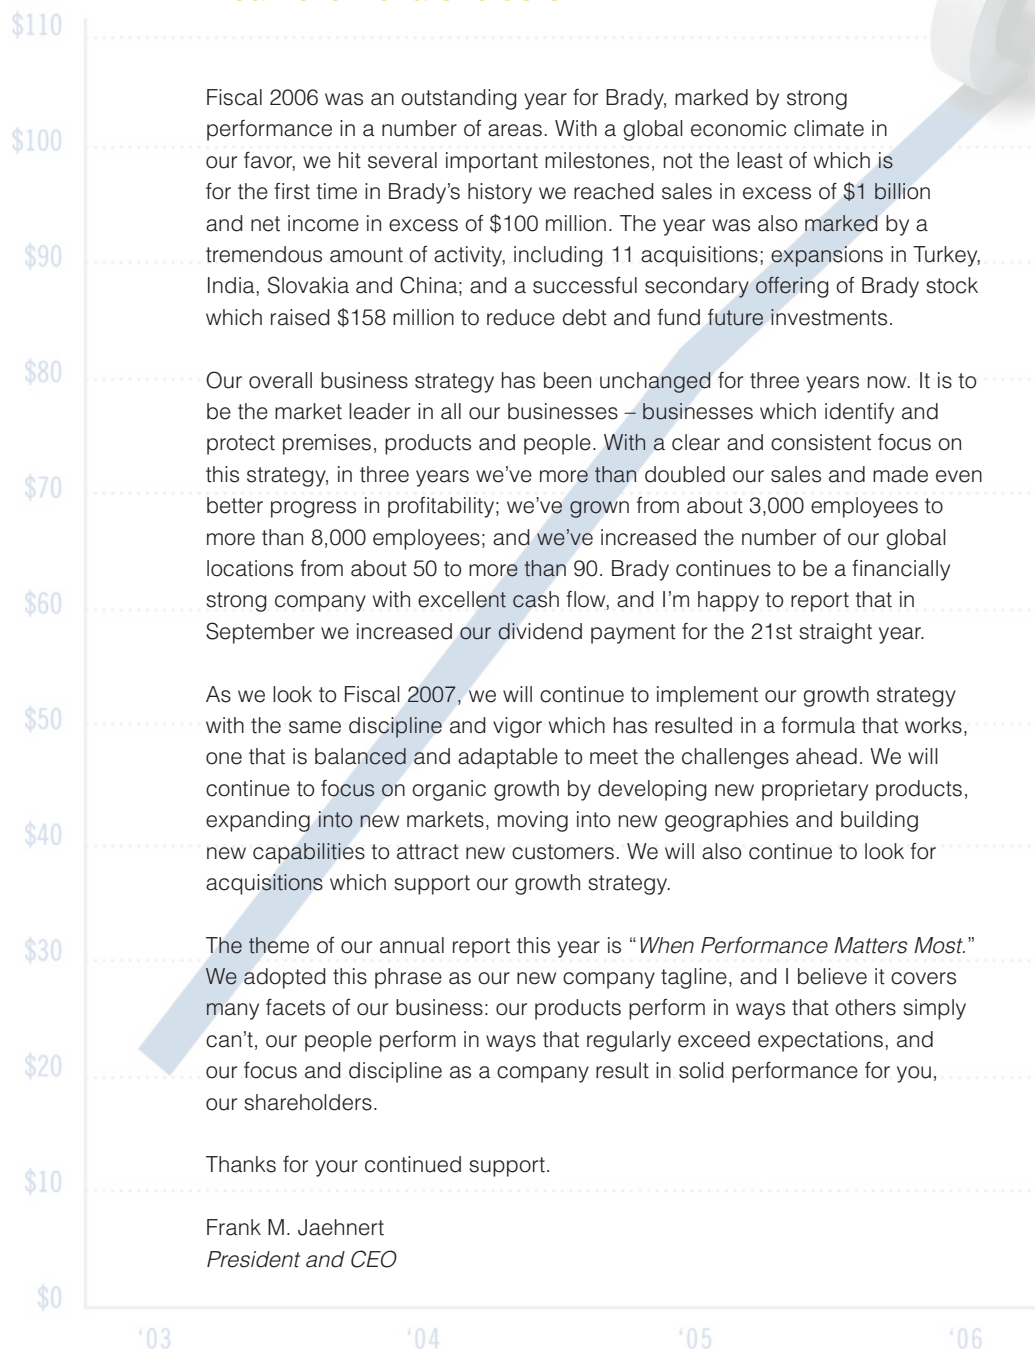 $110
Fiscal 2006 was an outstanding year for Brady, marked by strong
performance in a number of areas. With a global economic climate in
$100
our favor, we hit several important milestones, not the least of which is
for the first time in Brady's history we reached sales in excess of $1 billion
and net income in excess of $100 million. The year was also marked by a
$90
tremendous amount of activity, including 11 acquisitions; expansions in Turkey,
India, Slovakia and China; and a successful secondary offering of Brady stock
which raised $158 million to reduce debt and fund future investments.
$80
Our overall business strategy has been unchanged for three years now. It is to
be the market leader in all our businesses – businesses which identify and
protect premises, products and people. With a clear and consistent focus on
this strategy, in three years we've more than doubled our sales and made even
$70
better progress in profitability; we've grown from about 3,000 employees to
more than 8,000 employees; and we've increased the number of our global
locations from about 50 to more than 90. Brady continues to be a financially
$60
strong company with excellent cash flow, and I'm happy to report that in
September we increased our dividend payment for the 21st straight year.
As we look to Fiscal 2007, we will continue to implement our growth strategy
$50
with the same discipline and vigor which has resulted in a formula that works,
one that is balanced and adaptable to meet the challenges ahead. We will
continue to focus on organic growth by developing new proprietary products,
expanding into new markets, moving into new geographies and building
$40
new capabilities to attract new customers. We will also continue to look for
acquisitions which support our growth strategy.
The theme of our annual report this year is “When Performance Matters Most.”
$30
We adopted this phrase as our new company tagline, and I believe it covers
many facets of our business: our products perform in ways that others simply
can't, our people perform in ways that regularly exceed expectations, and
$20
our focus and discipline as a company result in solid performance for you,
our shareholders.
Thanks for your continued support.
$10
Frank M. Jaehnert
President and CEO
$0
‘03 ‘04 ‘05 ‘06